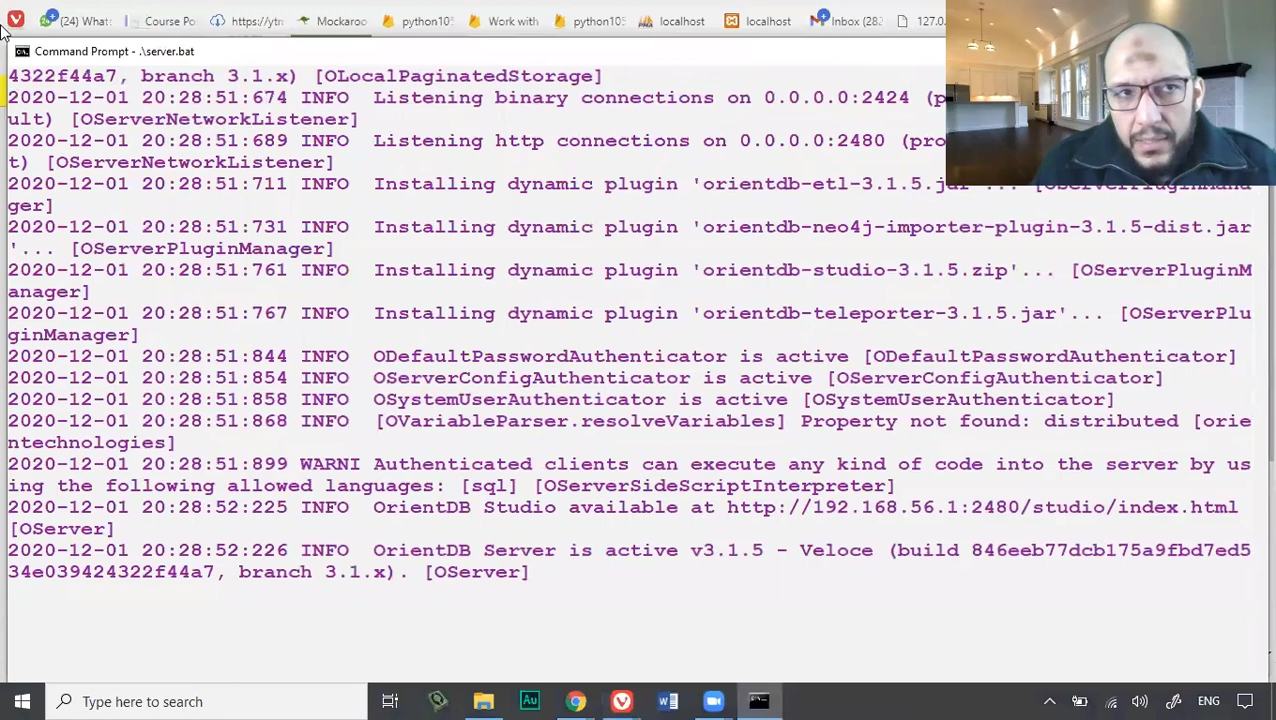 (24) What:
Course Po
https://ytn
Mockaroo
python10
Work with
python10
localhost
localhost
Inbox (282
127.0.
Command Prompt - .\server.bat
4322f44a7, branch 3.1.x) [OLocalPaginatedStorage]
2020-12-01 20:28:51:674 INFO  Listening binary connections on 0.0.0.0:2424 (p
ult) [OServerNetworkListener]
2020-12-01 20:28:51:689 INFO  Listening http connections on 0.0.0.0:2480 (pro
t) [OServerNetworkListener]
2020-12-01 20:28:51:711 INFO  Installing dynamic plugin 'orientdb-etl-3.1.5.jar'... [OServerPluginMana
ger]
2020-12-01 20:28:51:731 INFO  Installing dynamic plugin 'orientdb-neo4j-importer-plugin-3.1.5-dist.jar
'... [OServerPluginManager]
2020-12-01 20:28:51:761 INFO  Installing dynamic plugin 'orientdb-studio-3.1.5.zip'... [OServerPluginM
anager]
2020-12-01 20:28:51:767 INFO  Installing dynamic plugin 'orientdb-teleporter-3.1.5.jar'... [OServerPlu
ginManager]
2020-12-01 20:28:51:844 INFO  ODefaultPasswordAuthenticator is active [ODefaultPasswordAuthenticator]
2020-12-01 20:28:51:854 INFO  OServerConfigAuthenticator is active [OServerConfigAuthenticator]
2020-12-01 20:28:51:858 INFO  OSystemUserAuthenticator is active [OSystemUserAuthenticator]
2020-12-01 20:28:51:868 INFO  [OVariableParser.resolveVariables] Property not found: distributed [orie
ntechnologies]
2020-12-01 20:28:51:899 WARNI Authenticated clients can execute any kind of code into the server by us
ing the following allowed languages: [sql] [OServerSideScriptInterpreter]
2020-12-01 20:28:52:225 INFO  OrientDB Studio available at http://192.168.56.1:2480/studio/index.html
[OServer]
2020-12-01 20:28:52:226 INFO  OrientDB Server is active v3.1.5 - Veloce (build 846eeb77dcb175a9fbd7ed5
34e039424322f44a7, branch 3.1.x). [OServer]
Type here to search
Au
ENG